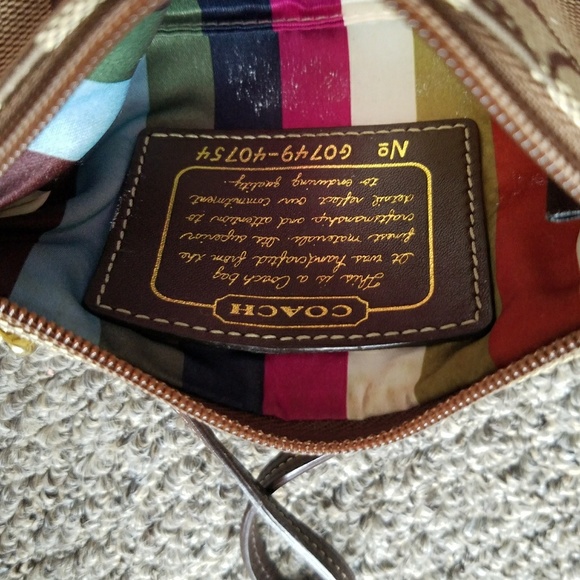 COACH
This is a Coach bag
It was handcrafted from the
finest materials. Its superior
craftsmanship and attention to
detail reflect our commitment
to enduring quality.
No G0749-40754